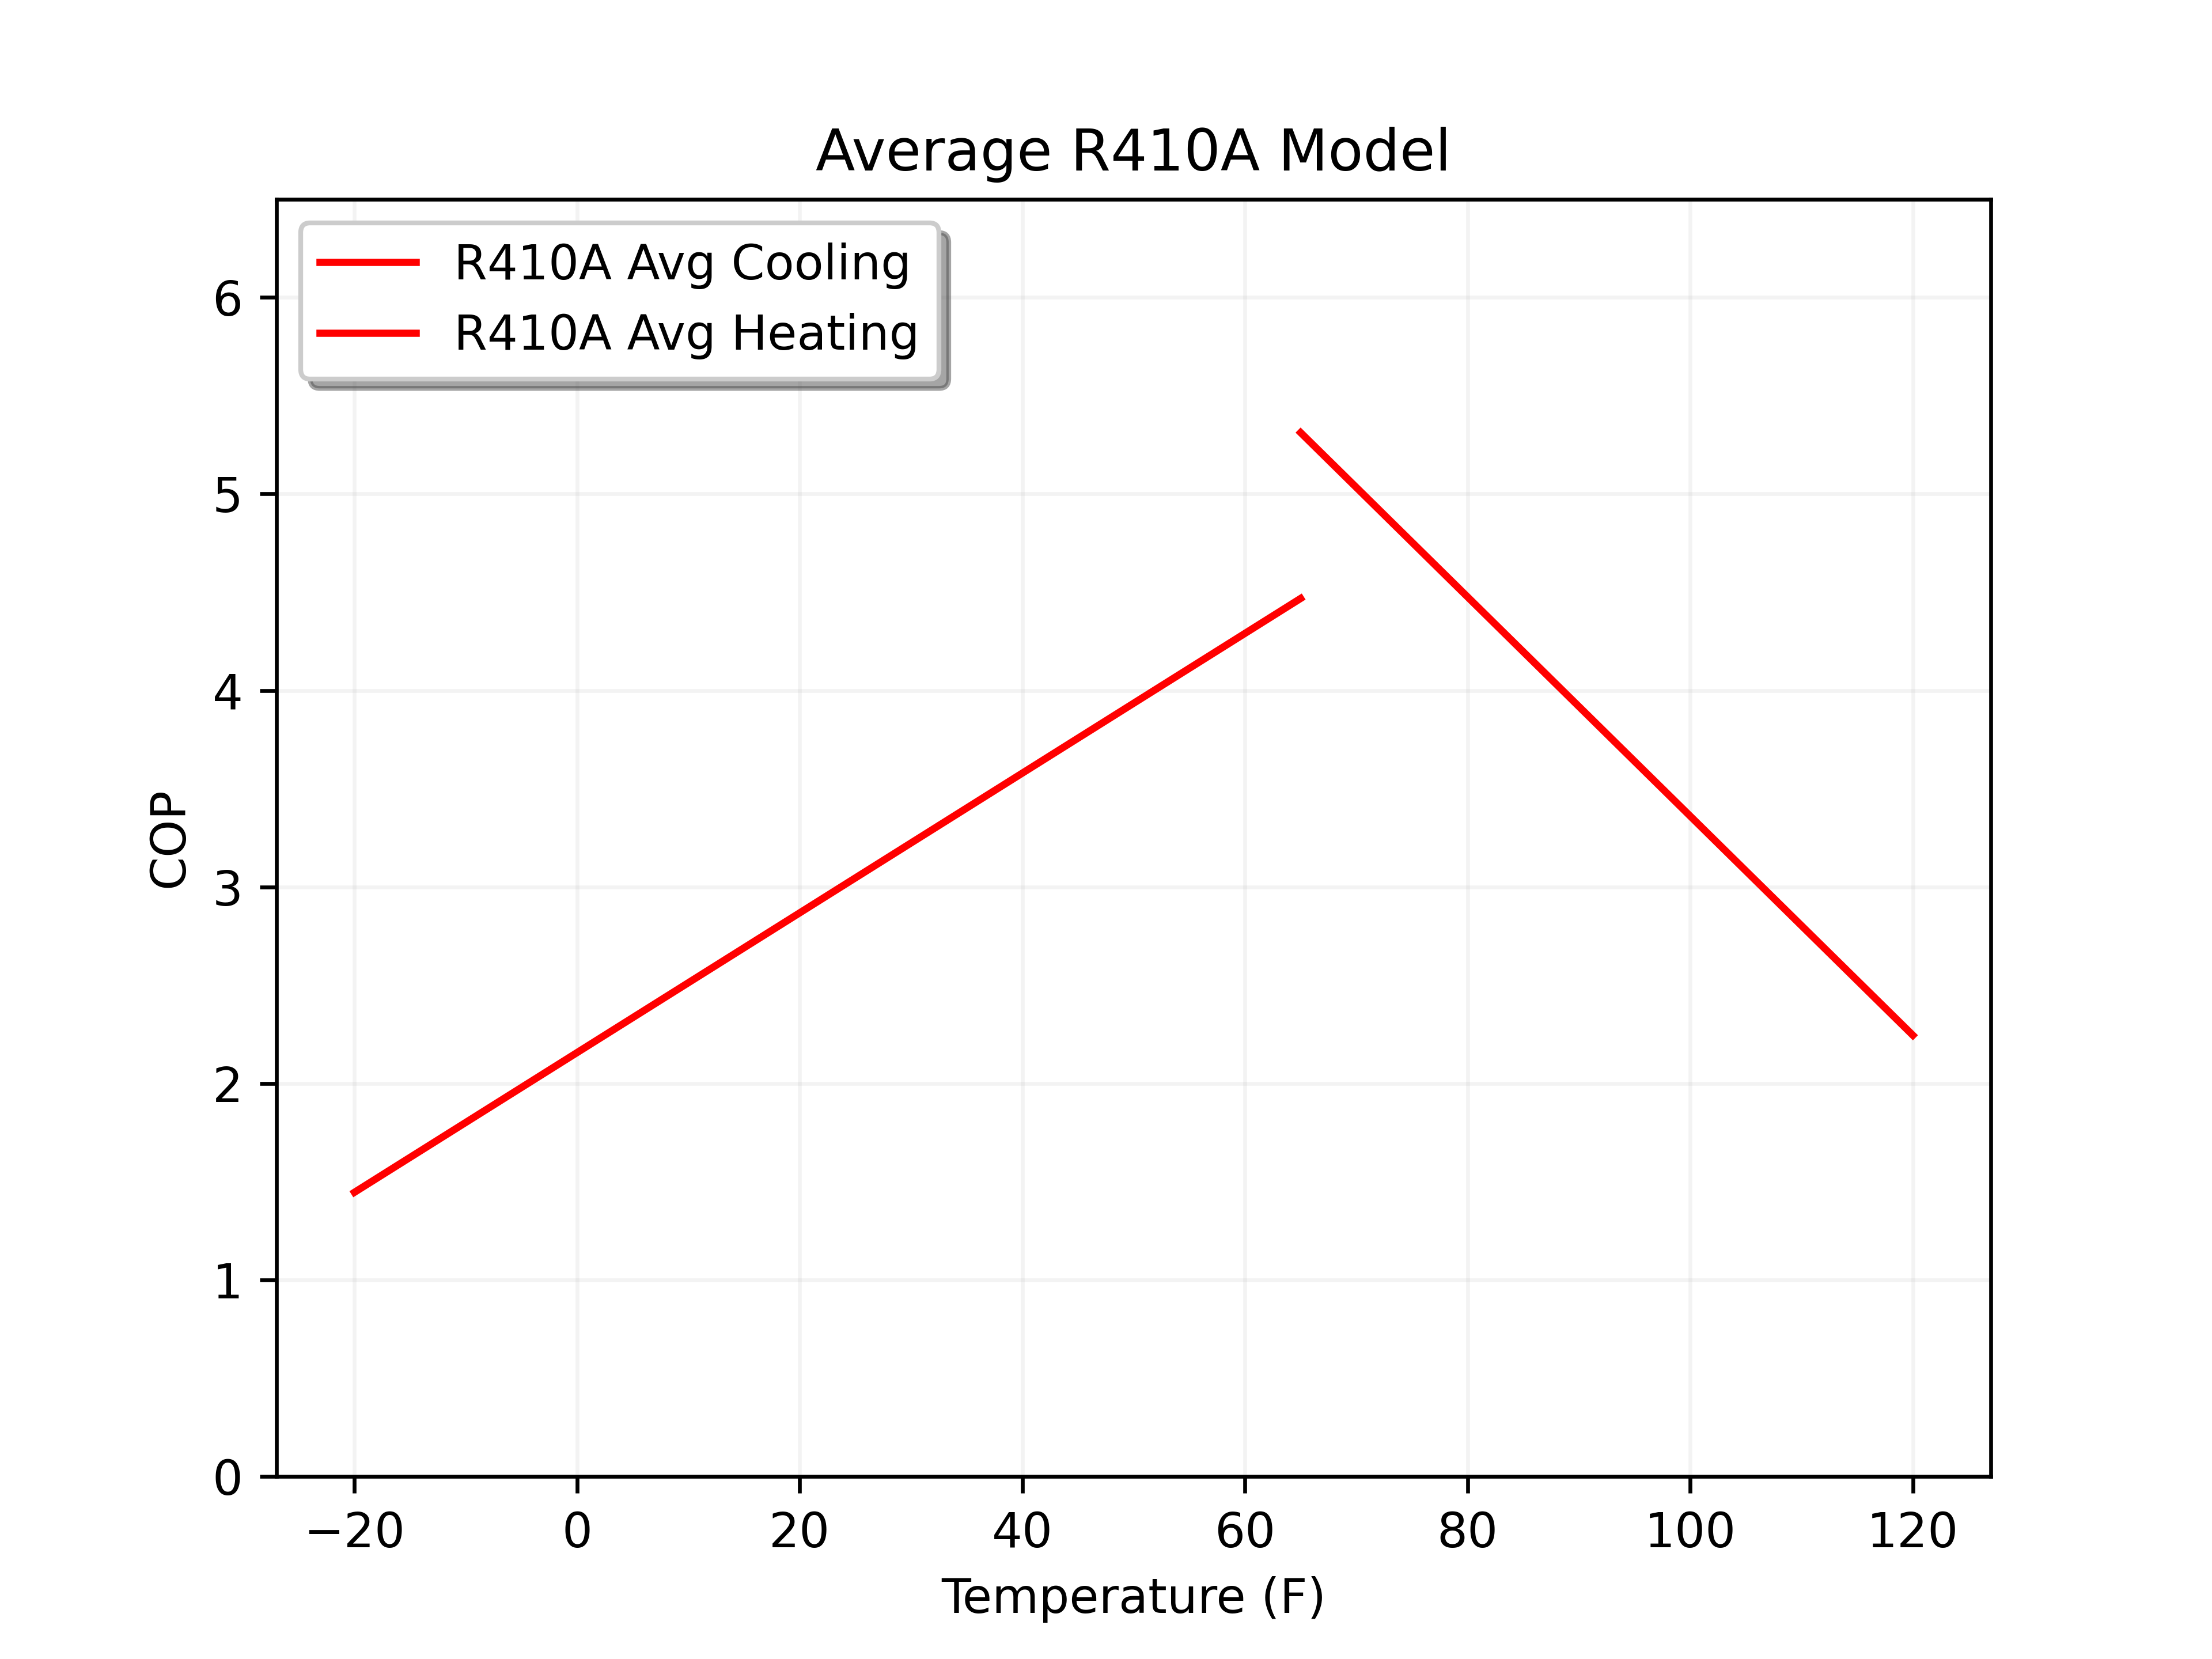 Average R410A Model
R410A Avg Cooling
R410A Avg Heating
6
5
4
3
2
1
0
COP
−20 0 20 40 60 80 100 120
Temperature (F)